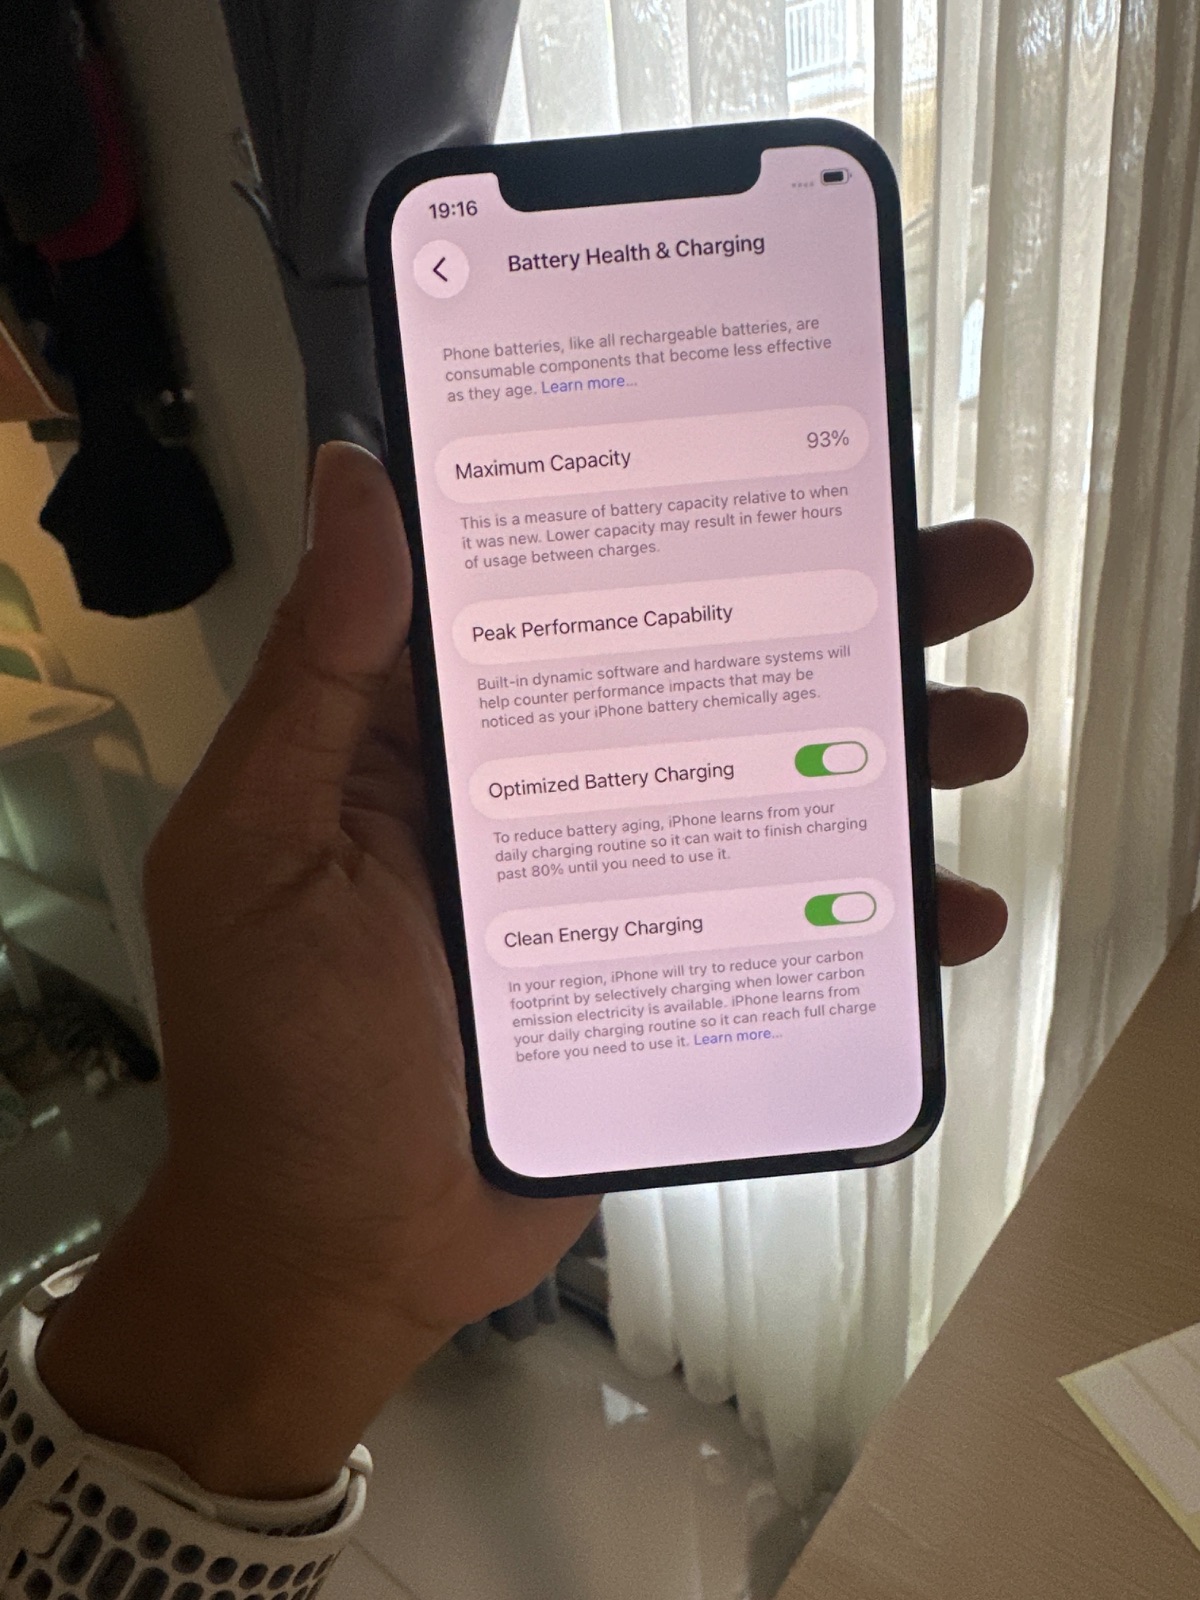 19:16
Battery Health & Charging
Phone batteries, like all rechargeable batteries, are
consumable components that become less effective
as they age. Learn more...
Maximum Capacity 93%
This is a measure of battery capacity relative to when
it was new. Lower capacity may result in fewer hours
of usage between charges.
Peak Performance Capability
Built-in dynamic software and hardware systems will
help counter performance impacts that may be
noticed as your iPhone battery chemically ages.
Optimized Battery Charging
To reduce battery aging, iPhone learns from your
daily charging routine so it can wait to finish charging
past 80% until you need to use it.
Clean Energy Charging
In your region, iPhone will try to reduce your carbon
footprint by selectively charging when lower carbon
emission electricity is available. iPhone learns from
your daily charging routine so it can reach full charge
before you need to use it. Learn more...